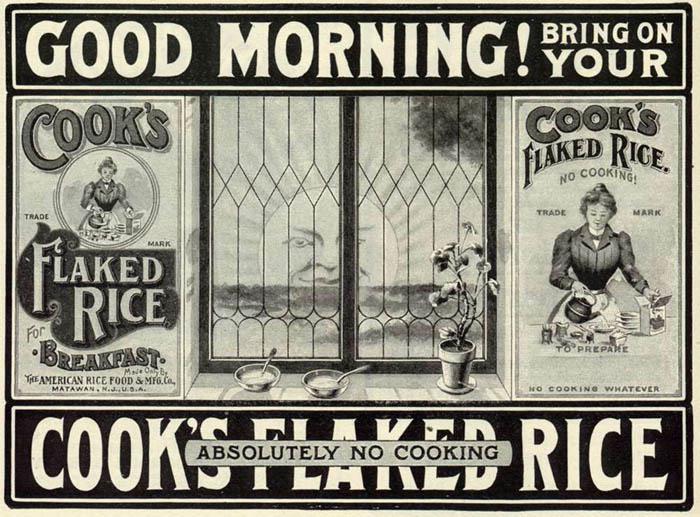 GOOD MORNING! BRING ON
YOUR
COOK'S
TRADE
MARK
FLAKED
RICE
For
BREAKFAST
Made Only By
THE AMERICAN RICE FOOD & MFG. Co.,
MATAWAN, N.J., U.S.A.
COOK'S
FLAKED RICE.
NO COOKING!
TRADE MARK
TO PREPARE
NO COOKING WHATEVER
COOK'S FLAKED RICE
ABSOLUTELY NO COOKING